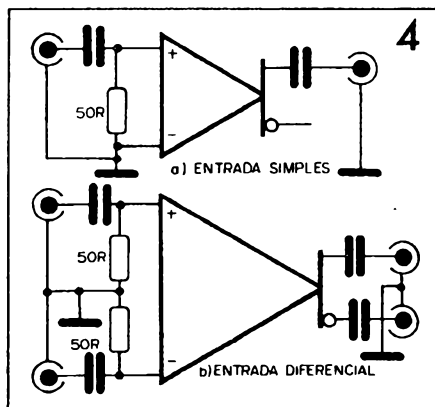 4
+
50R
-
a) ENTRADA SIMPLES
+
50R
50R
-
b) ENTRADA DIFERENCIAL